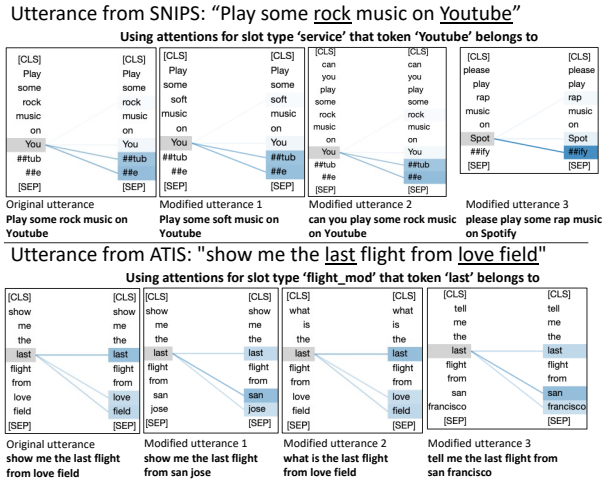 Utterance from SNIPS: “Play some rock music on Youtube”
Using attentions for slot type ‘service’ that token ‘Youtube’ belongs to
[CLS] [CLS]
Play Play
some some
rock rock
music music
on on
You You
##tub ##tub
##e ##e
[SEP] [SEP]
Original utterance
Play some rock music on
Youtube
[CLS] [CLS]
Play Play
some some
soft soft
music music
on on
You You
##tub ##tub
##e ##e
[SEP] [SEP]
Modified utterance 1
Play some soft music on
Youtube
[CLS] [CLS]
can can
you you
play play
some some
rock rock
music music
on on
You You
##tub ##tub
##e ##e
[SEP] [SEP]
Modified utterance 2
can you play some rock music
on Youtube
[CLS] [CLS]
please please
play play
rap rap
music music
on on
Spot Spot
##ify ##ify
[SEP] [SEP]
Modified utterance 3
please play some rap music
on Spotify
Utterance from ATIS: "show me the last flight from love field"
Using attentions for slot type ‘flight_mod’ that token ‘last’ belongs to
[CLS] [CLS]
show show
me me
the the
last last
flight flight
from from
love love
field field
[SEP] [SEP]
Original utterance
show me the last flight
from love field
[CLS] [CLS]
show show
me me
the the
last last
flight flight
from from
san san
jose jose
[SEP] [SEP]
Modified utterance 1
show me the last flight
from san jose
[CLS] [CLS]
what what
is is
the the
last last
flight flight
from from
love love
field field
[SEP] [SEP]
Modified utterance 2
what is the last flight
from love field
[CLS] [CLS]
tell tell
me me
the the
last last
flight flight
from from
san san
francisco francisco
[SEP] [SEP]
Modified utterance 3
tell me the last flight from
san francisco